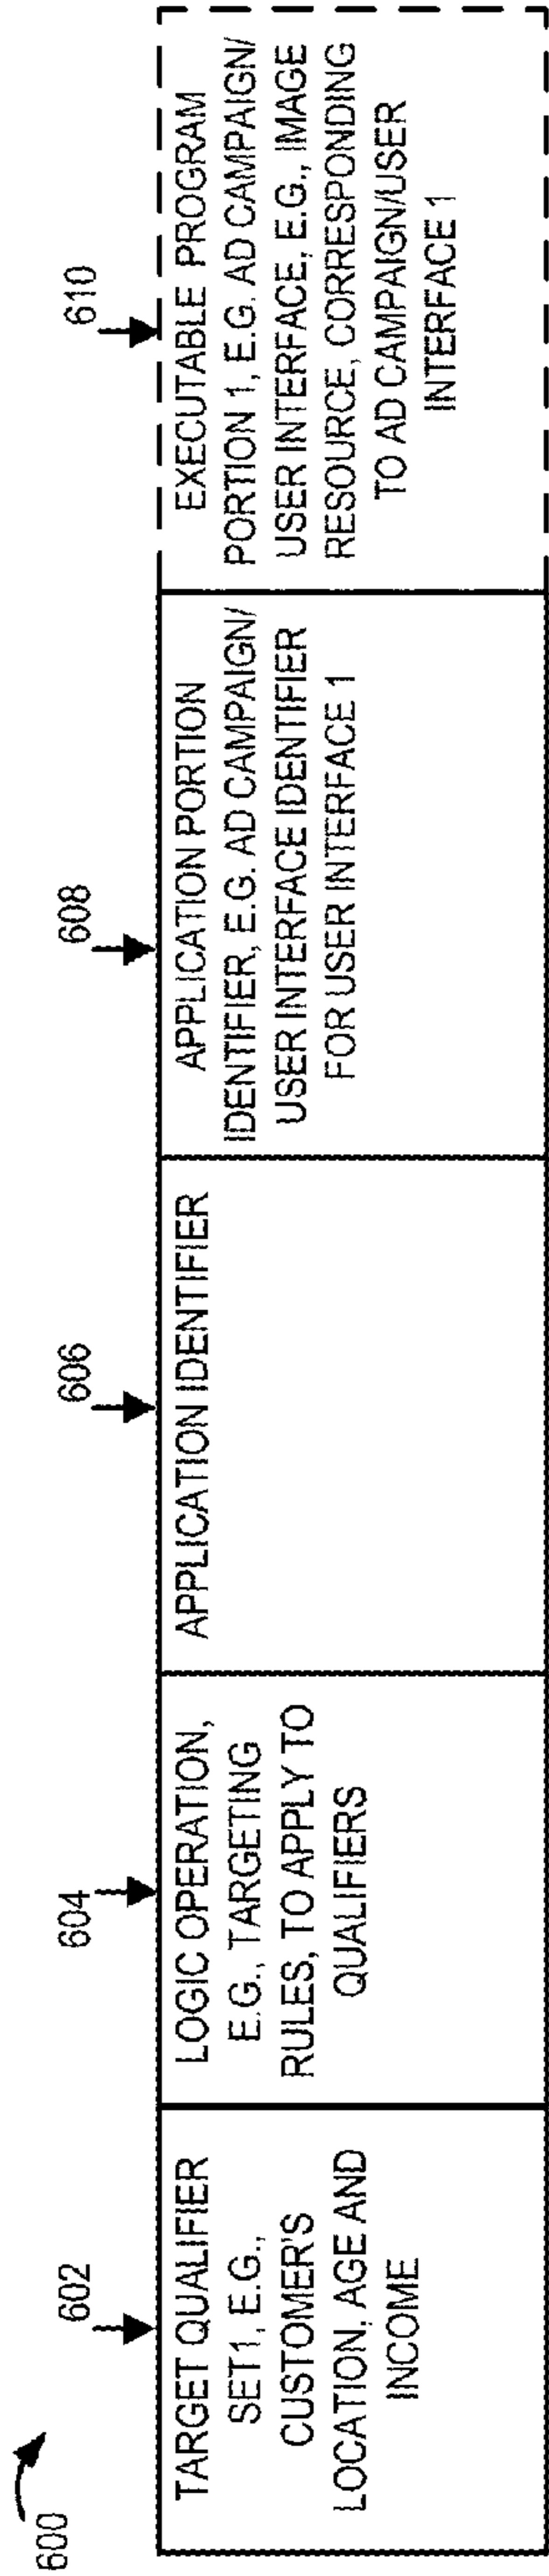 600
602
TARGET QUALIFIER
SET1, E.G.,
CUSTOMER'S
LOCATION, AGE AND
INCOME
604
LOGIC OPERATION,
E.G., TARGETING
RULES, TO APPLY TO
QUALIFIERS
606
APPLICATION IDENTIFIER
608
APPLICATION PORTION
IDENTIFIER, E.G. AD CAMPAIGN/
USER INTERFACE IDENTIFIER
FOR USER INTERFACE 1
610
EXECUTABLE PROGRAM
PORTION 1, E.G. AD CAMPAIGN/
USER INTERFACE, E.G., IMAGE
RESOURCE, CORRESPONDING
TO AD CAMPAIGN/USER
INTERFACE 1